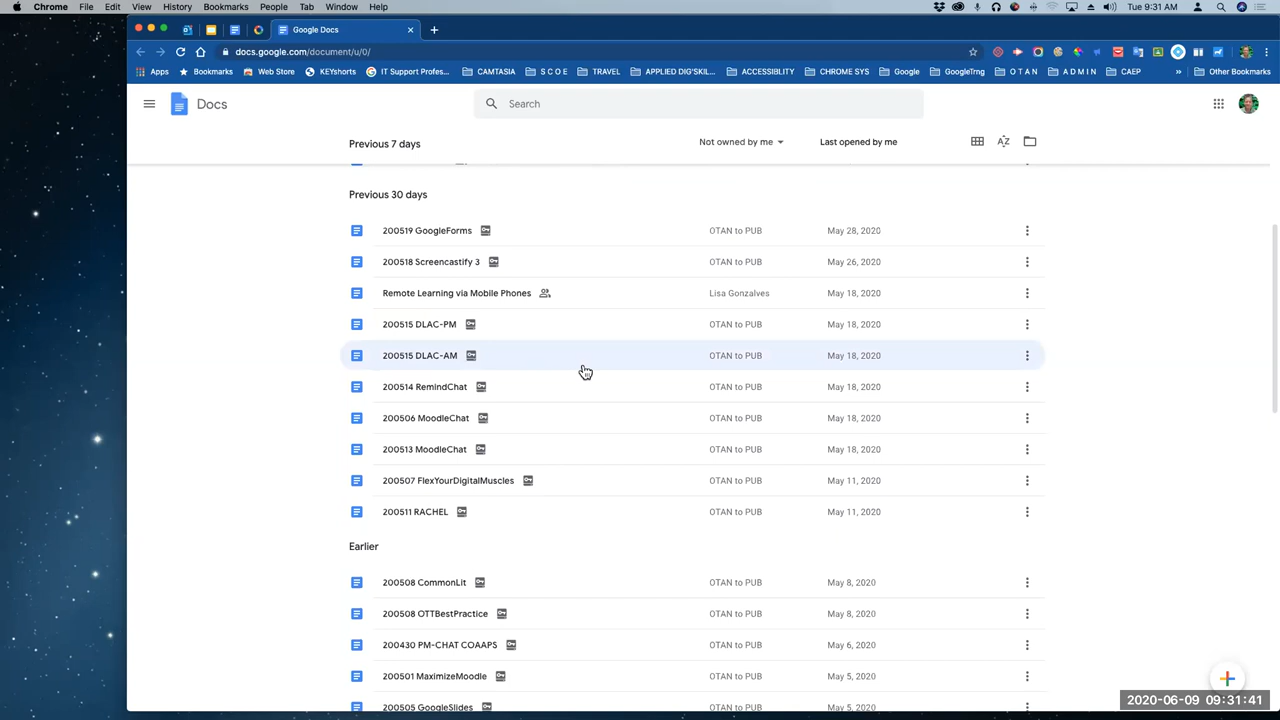 Chrome File Edit View History Bookmarks People Tab Window Help Tue 9:31 AM
Google Docs
docs.google.com/document/u/0/
Apps Bookmarks Web Store KEYshorts IT Support Profes... CAMTASIA S C O E TRAVEL APPLIED DIG'SKIL... ACCESSIBLITY CHROME SYS Google GoogleTrng O T A N A D M I N CAEP » Other Bookmarks
Docs Search
Previous 7 days Not owned by me Last opened by me
Previous 30 days
200519 GoogleForms OTAN to PUB May 28, 2020
200518 Screencastify 3 OTAN to PUB May 26, 2020
Remote Learning via Mobile Phones Lisa Gonzalves May 18, 2020
200515 DLAC-PM OTAN to PUB May 18, 2020
200515 DLAC-AM OTAN to PUB May 18, 2020
200514 RemindChat OTAN to PUB May 18, 2020
200506 MoodleChat OTAN to PUB May 18, 2020
200513 MoodleChat OTAN to PUB May 18, 2020
200507 FlexYourDigitalMuscles OTAN to PUB May 11, 2020
200511 RACHEL OTAN to PUB May 11, 2020
Earlier
200508 CommonLit OTAN to PUB May 8, 2020
200508 OTTBestPractice OTAN to PUB May 8, 2020
200430 PM-CHAT COAAPS OTAN to PUB May 6, 2020
200501 MaximizeMoodle OTAN to PUB May 5, 2020
200505 GoogleSlides OTAN to PUB May 5, 2020
2020-06-09 09:31:41